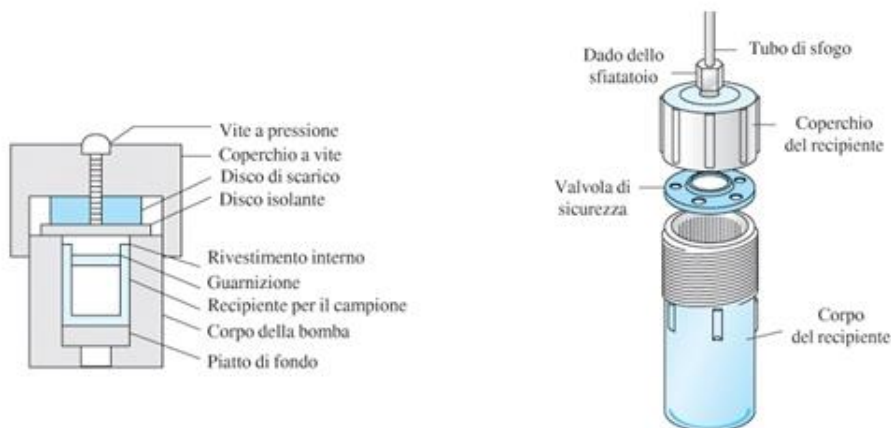 Vite a pressione
Coperchio a vite
Disco di scarico
Disco isolante
Rivestimento interno
Guarnizione
Recipiente per il campione
Corpo della bomba
Piatto di fondo
Dado dello
sfiatatoio
Tubo di sfogo
Coperchio
del recipiente
Valvola di
sicurezza
Corpo
del recipiente